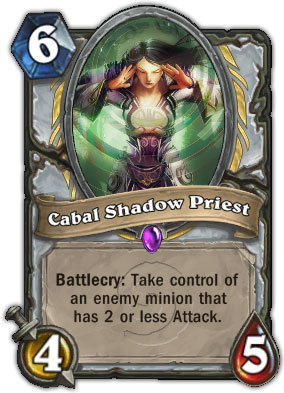 6
Cabal Shadow Priest
Battlecry: Take control of
an enemy minion that
has 2 or less Attack.
4
5